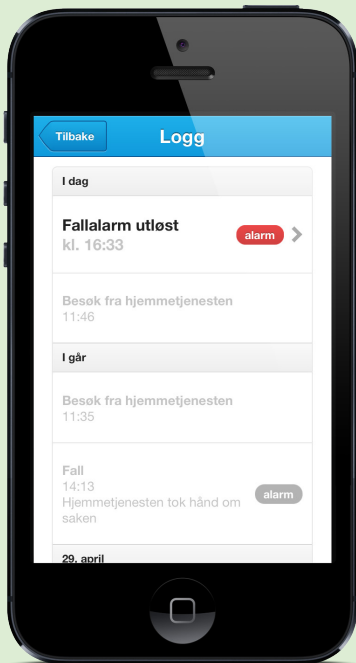 Tilbake
Logg
I dag
Fallalarm utløst
kl. 16:33
alarm
Besøk fra hjemmetjenesten
11:46
I går
Besøk fra hjemmetjenesten
11:35
Fall
14:13
Hjemmetjenesten tok hånd om
saken
alarm
29. april